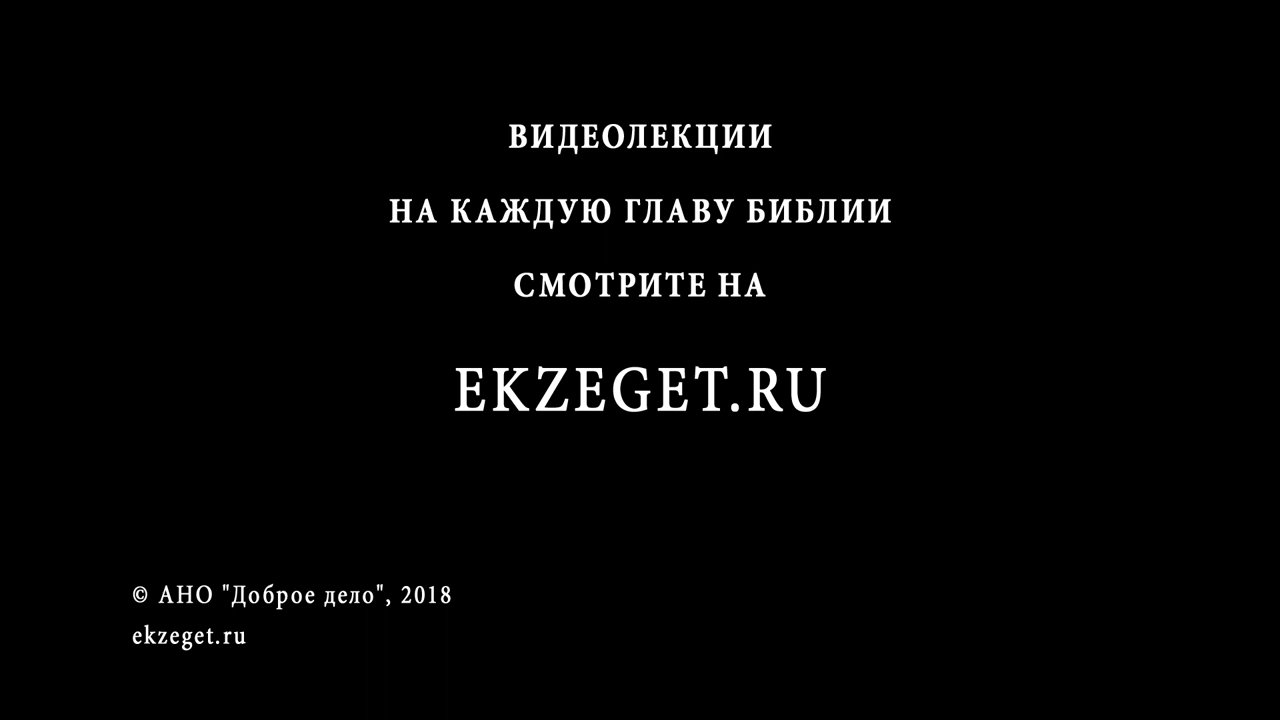 ВИДЕОЛЕКЦИИ
НА КАЖДУЮ ГЛАВУ БИБЛИИ
СМОТРИТЕ НА
EKZEGET.RU
© АНО "Доброе дело", 2018
ekzeget.ru